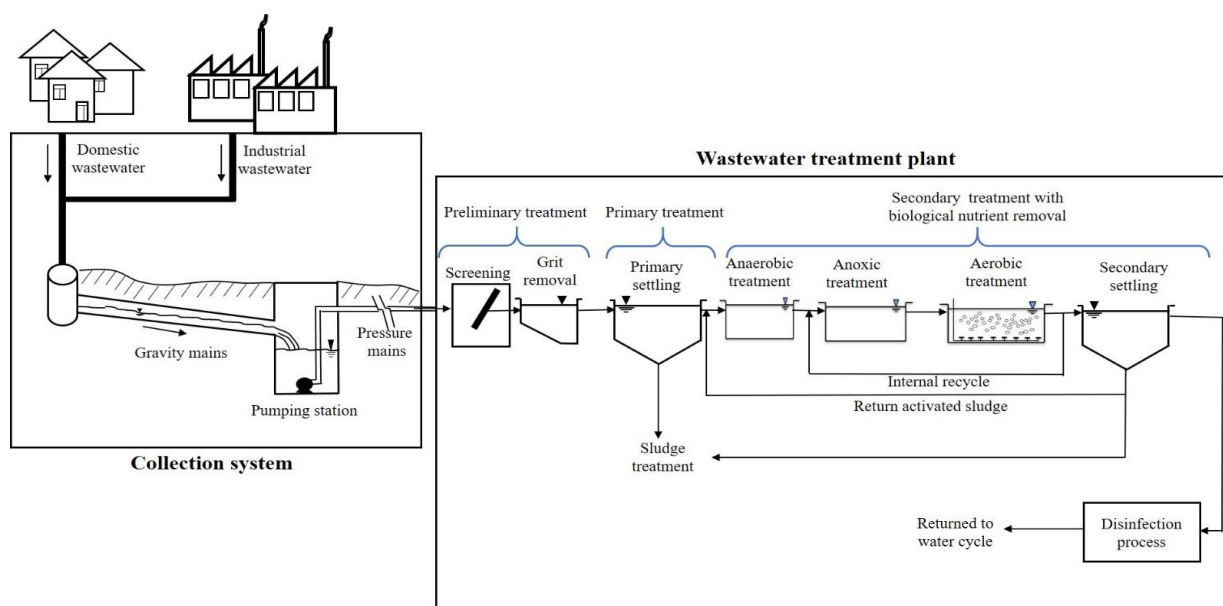 Domestic
wastewater
Industrial
wastewater
Gravity mains
Pumping station
Pressure
mains
Collection system
Wastewater treatment plant
Preliminary treatment
Primary treatment
Secondary treatment with
biological nutrient removal
Screening
Grit
removal
Primary
settling
Anaerobic
treatment
Anoxic
treatment
Aerobic
treatment
Secondary
settling
Internal recycle
Return activated sludge
Sludge
treatment
Returned to
water cycle
Disinfection
process